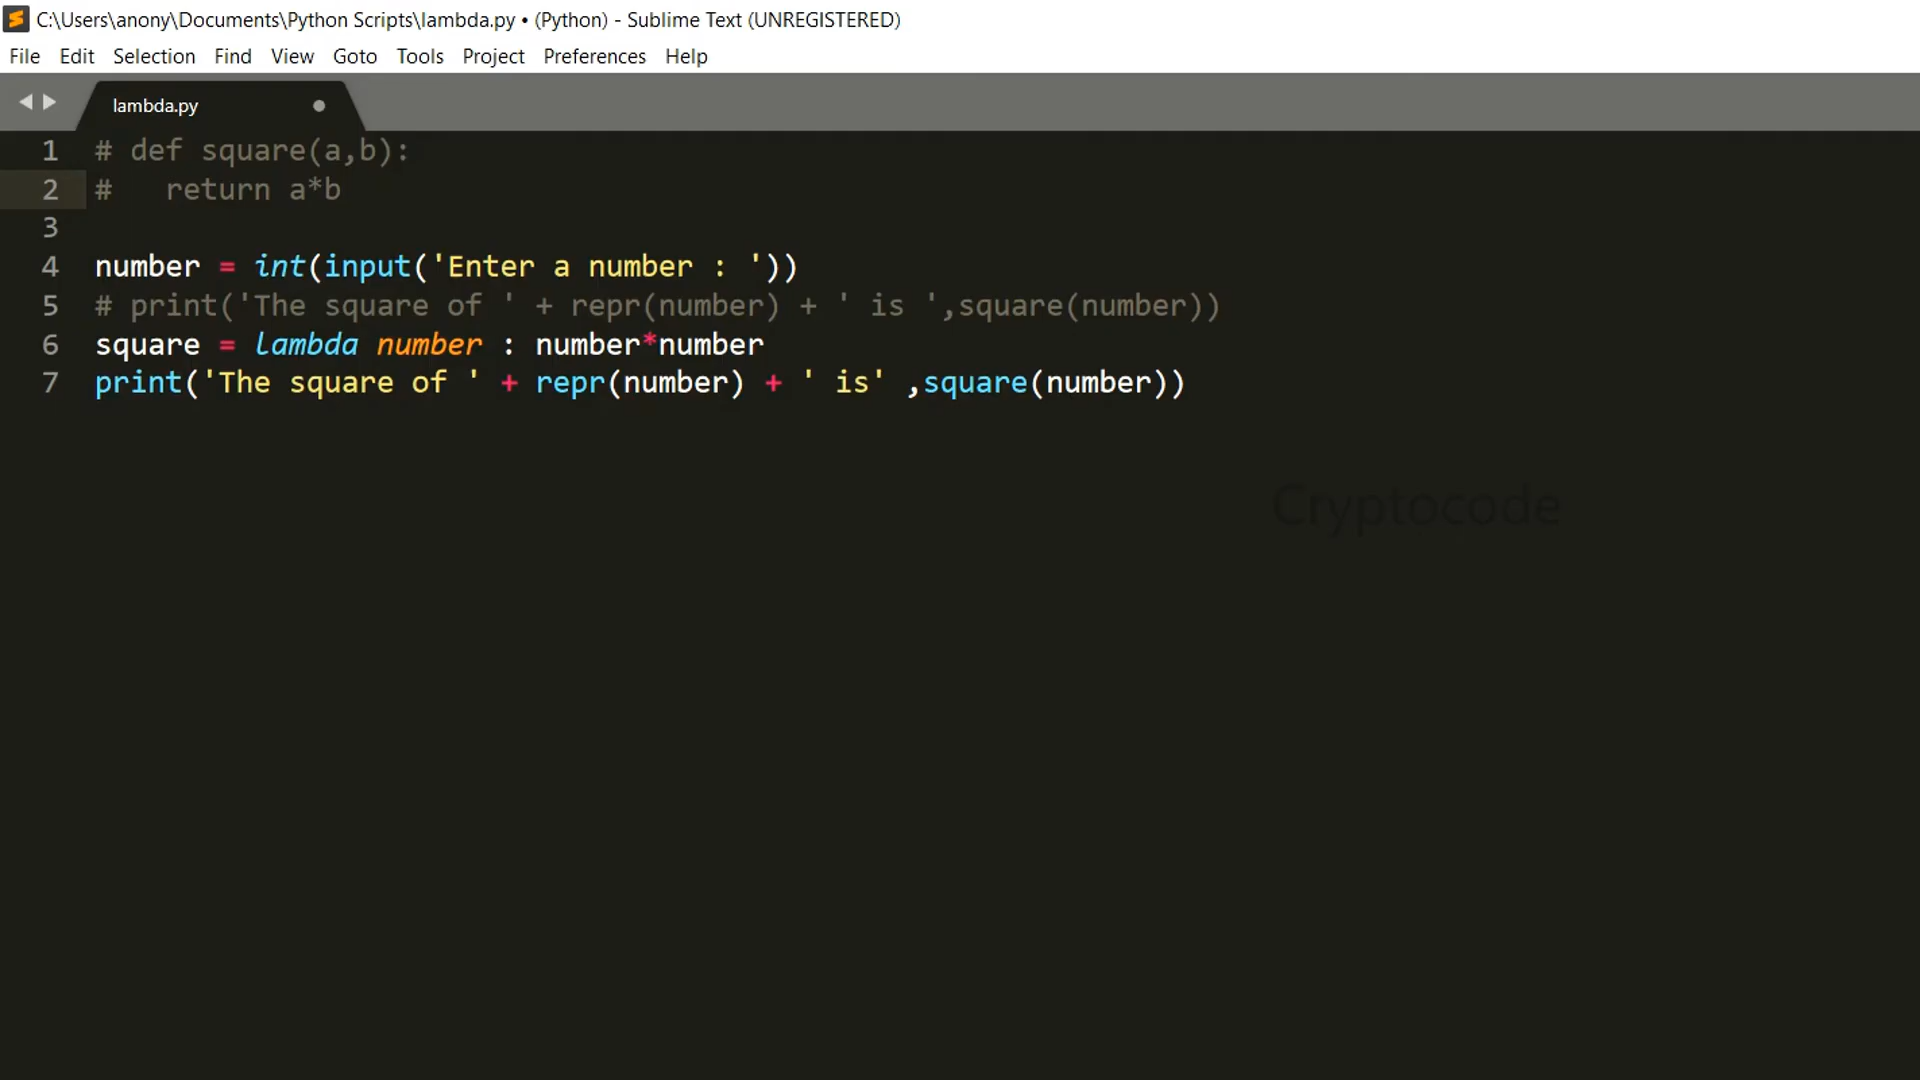 C:\Users\anony\Documents\Python Scripts\lambda.py • (Python) - Sublime Text (UNREGISTERED)
File Edit Selection Find View Goto Tools Project Preferences Help
lambda.py
1 # def square(a,b):
2 #   return a*b
3
4 number = int(input('Enter a number : '))
5 # print('The square of ' + repr(number) + ' is ',square(number))
6 square = lambda number : number*number
7 print('The square of ' + repr(number) + ' is' ,square(number))
Cryptocode